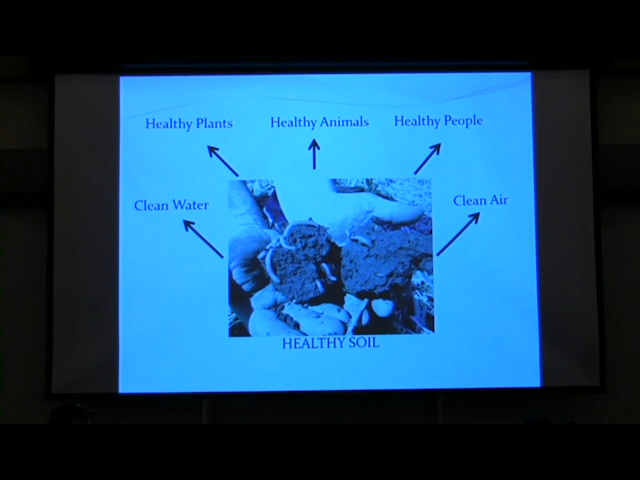 Healthy Plants
Healthy Animals
Healthy People
Clean Water
Clean Air
HEALTHY SOIL